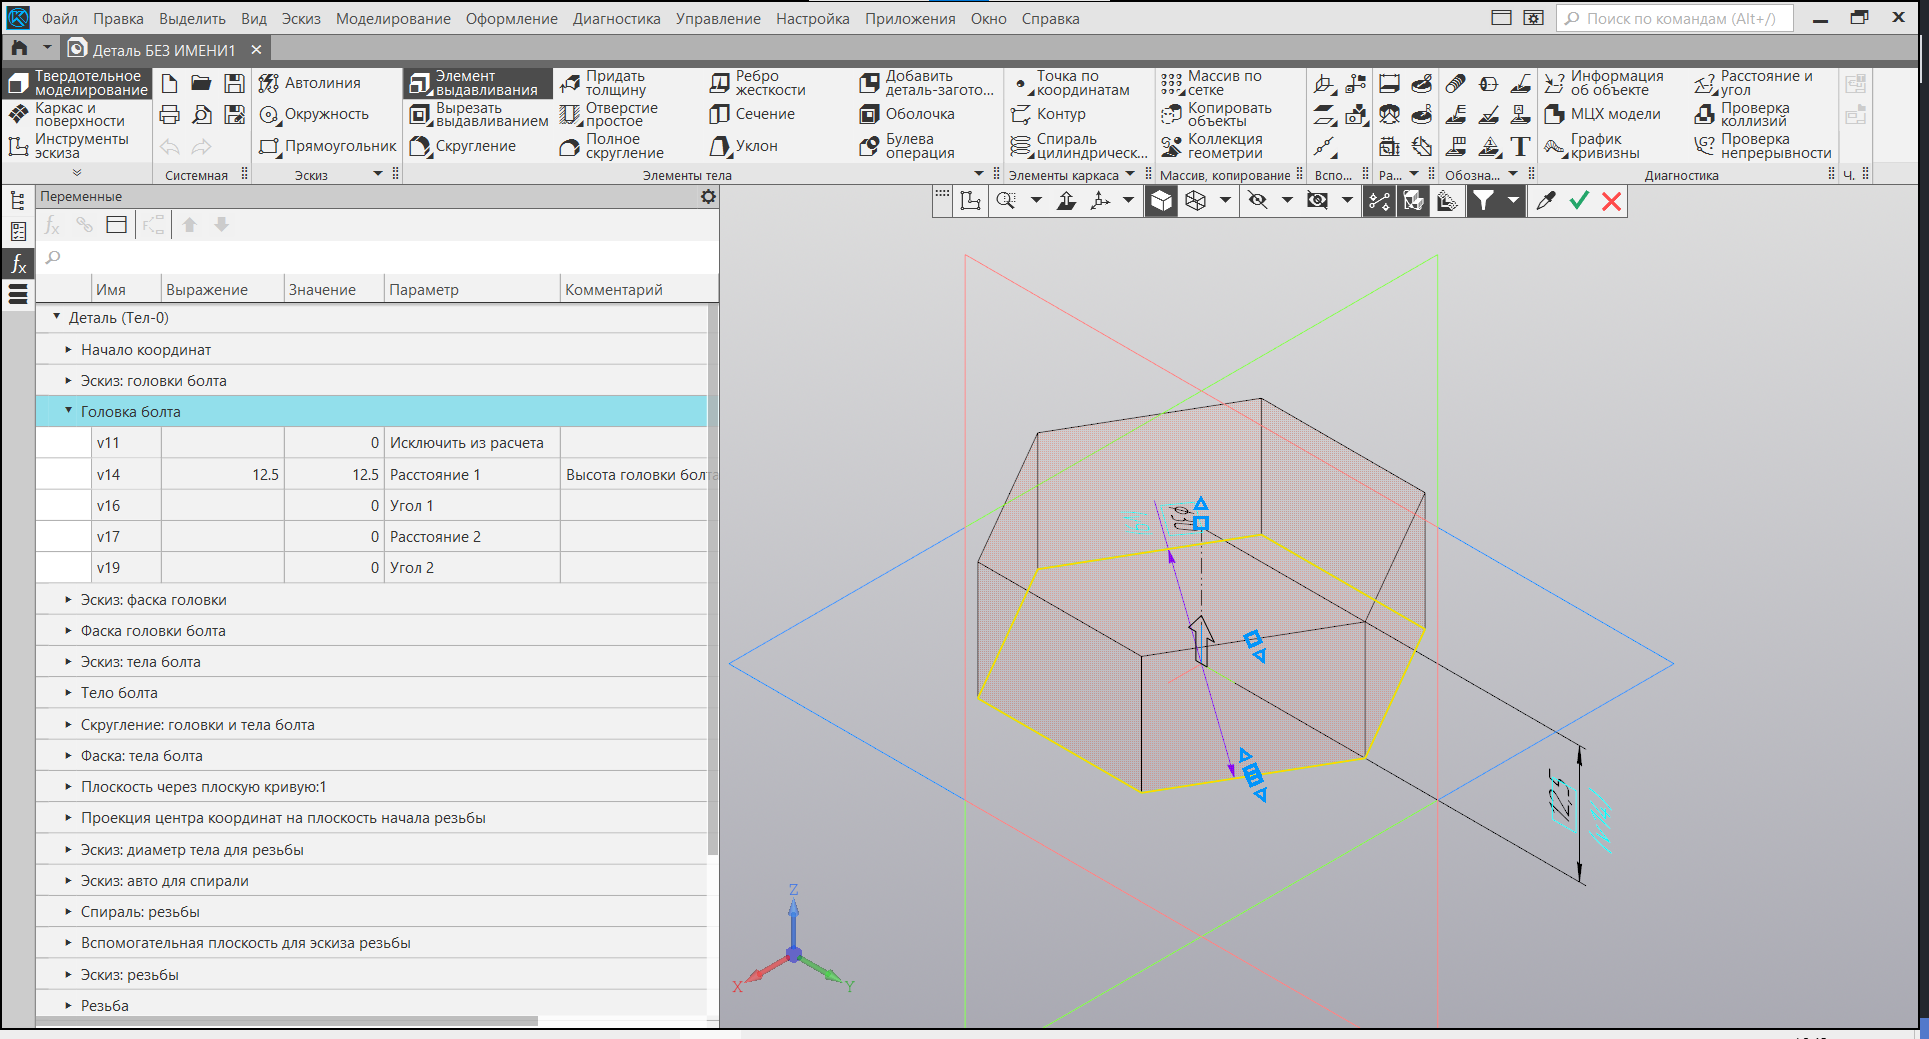 Файл Правка Выделить Вид Эскиз Моделирование Оформление Диагностика Управление Настройка Приложения Окно Справка
Поиск по командам (Alt+/)
Деталь БЕЗ ИМЕНИ1
Твердотельное моделирование
Каркас и поверхности
Инструменты эскиза
Системная
Автолиния
Окружность
Прямоугольник
Эскиз
Элемент выдавливания
Вырезать выдавливанием
Скругление
Придать толщину
Отверстие простое
Полное скругление
Ребро жесткости
Сечение
Уклон
Добавить деталь-загото...
Оболочка
Булева операция
Элементы тела
Точка по координатам
Контур
Спираль цилиндрическ...
Элементы каркаса
Массив по сетке
Копировать объекты
Коллекция геометрии
Массив, копирование
Вспо...
Ра...
Обозна...
Информация об объекте
МЦХ модели
График кривизны
Расстояние и угол
Проверка коллизий
Проверка непрерывности
Диагностика
Ч.
Переменные
Имя Выражение Значение Параметр Комментарий
Деталь (Тел-0)
Начало координат
Эскиз: головки болта
Головка болта
v11 0 Исключить из расчета
v14 12.5 12.5 Расстояние 1 Высота головки болта
v16 0 Угол 1
v17 0 Расстояние 2
v19 0 Угол 2
Эскиз: фаска головки
Фаска головки болта
Эскиз: тела болта
Тело болта
Скругление: головки и тела болта
Фаска: тела болта
Плоскость через плоскую кривую:1
Проекция центра координат на плоскость начала резьбы
Эскиз: диаметр тела для резьбы
Эскиз: авто для спирали
Спираль: резьбы
Вспомогательная плоскость для эскиза резьбы
Эскиз: резьбы
Резьба
Z
X
Y